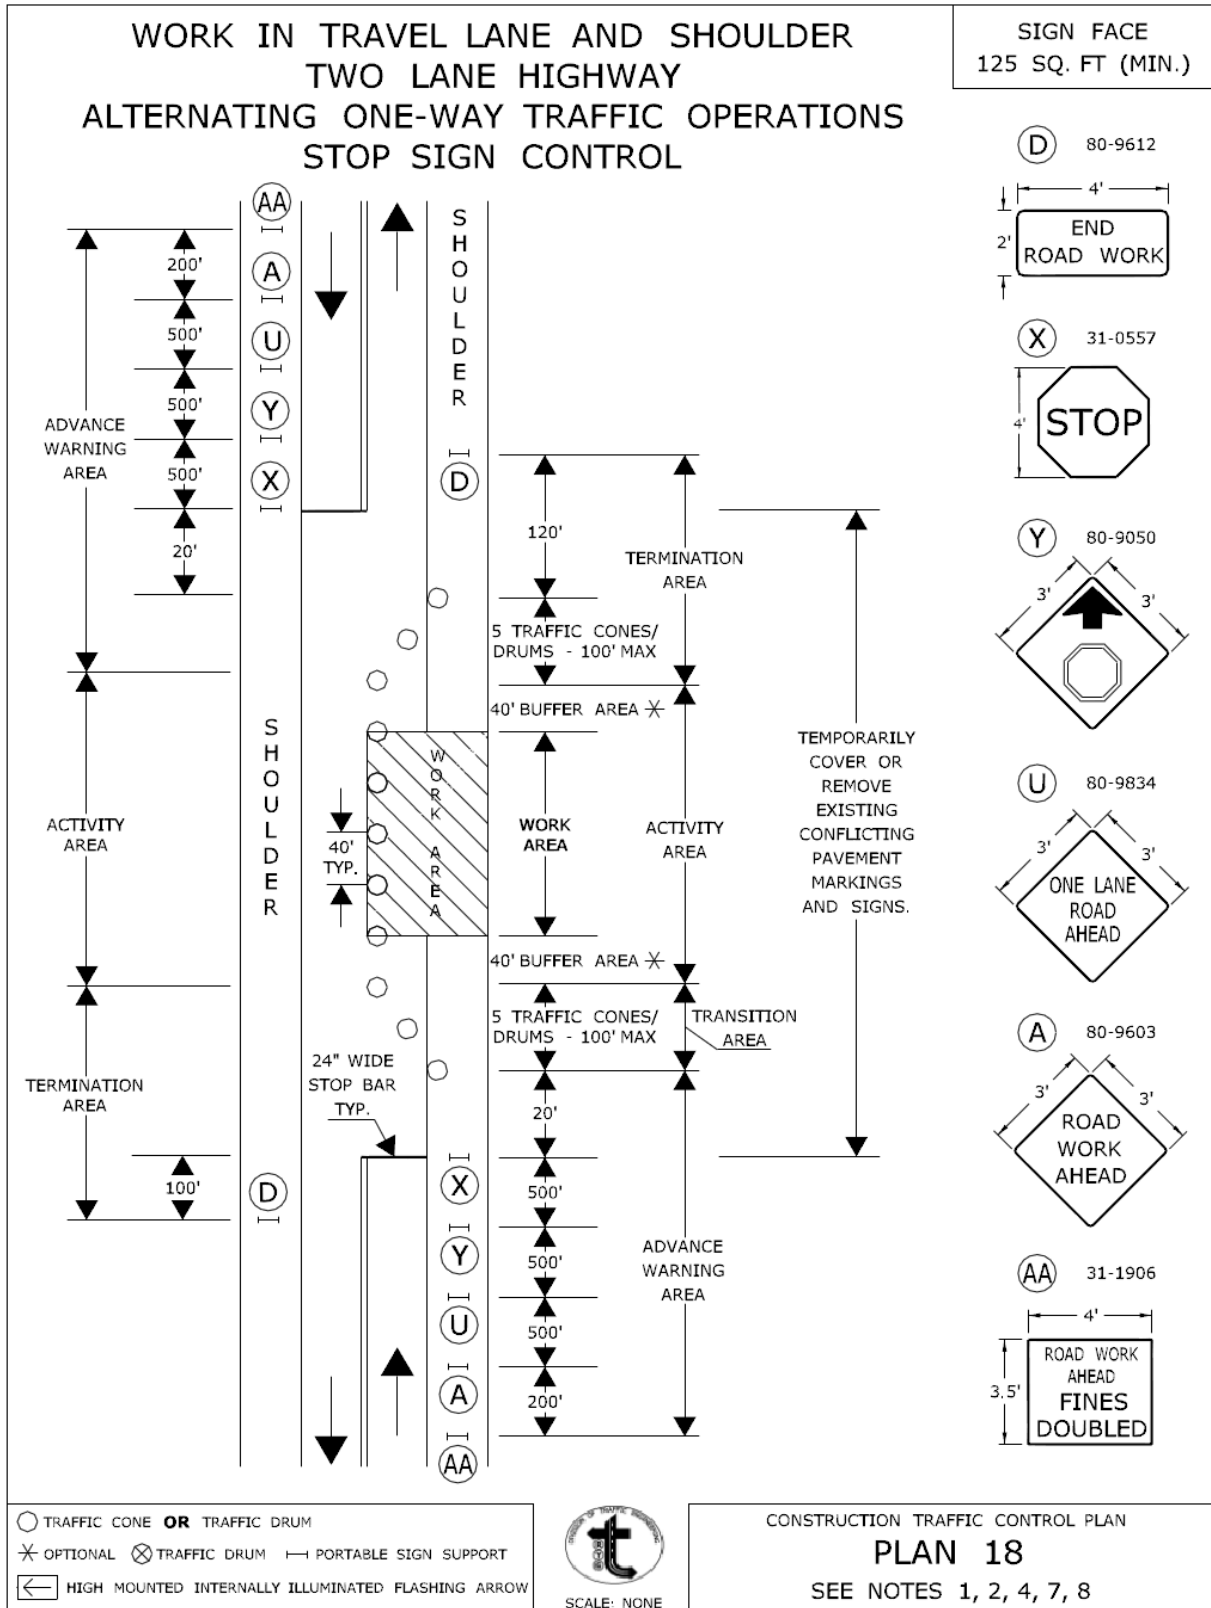 WORK IN TRAVEL LANE AND SHOULDER
TWO LANE HIGHWAY
ALTERNATING ONE-WAY TRAFFIC OPERATIONS
STOP SIGN CONTROL
SIGN FACE
125 SQ. FT (MIN.)
AA
200'
A
500'
U
500'
Y
500'
X
20'
ADVANCE
WARNING
AREA
SHOULDER
D
120'
TERMINATION
AREA
5 TRAFFIC CONES/
DRUMS - 100' MAX
40' BUFFER AREA
SHOULDER
ACTIVITY
AREA
40'
TYP.
WORK AREA
WORK
AREA
ACTIVITY
AREA
TEMPORARILY
COVER OR
REMOVE
EXISTING
CONFLICTING
PAVEMENT
MARKINGS
AND SIGNS.
40' BUFFER AREA
5 TRAFFIC CONES/
DRUMS - 100' MAX
TRANSITION
AREA
24" WIDE
STOP BAR
TYP.
TERMINATION
AREA
100'
D
20'
X
500'
Y
500'
U
500'
A
200'
AA
ADVANCE
WARNING
AREA
D 80-9612
4'
2'
END
ROAD WORK
X 31-0557
4'
STOP
Y 80-9050
3' 3'
U 80-9834
3' 3'
ONE LANE
ROAD
AHEAD
A 80-9603
3' 3'
ROAD
WORK
AHEAD
AA 31-1906
4'
3.5'
ROAD WORK
AHEAD
FINES
DOUBLED
TRAFFIC CONE OR TRAFFIC DRUM
OPTIONAL TRAFFIC DRUM PORTABLE SIGN SUPPORT
HIGH MOUNTED INTERNALLY ILLUMINATED FLASHING ARROW
DIVISION OF TRAFFIC ENGINEERING
SCALE: NONE
CONSTRUCTION TRAFFIC CONTROL PLAN
PLAN 18
SEE NOTES 1, 2, 4, 7, 8